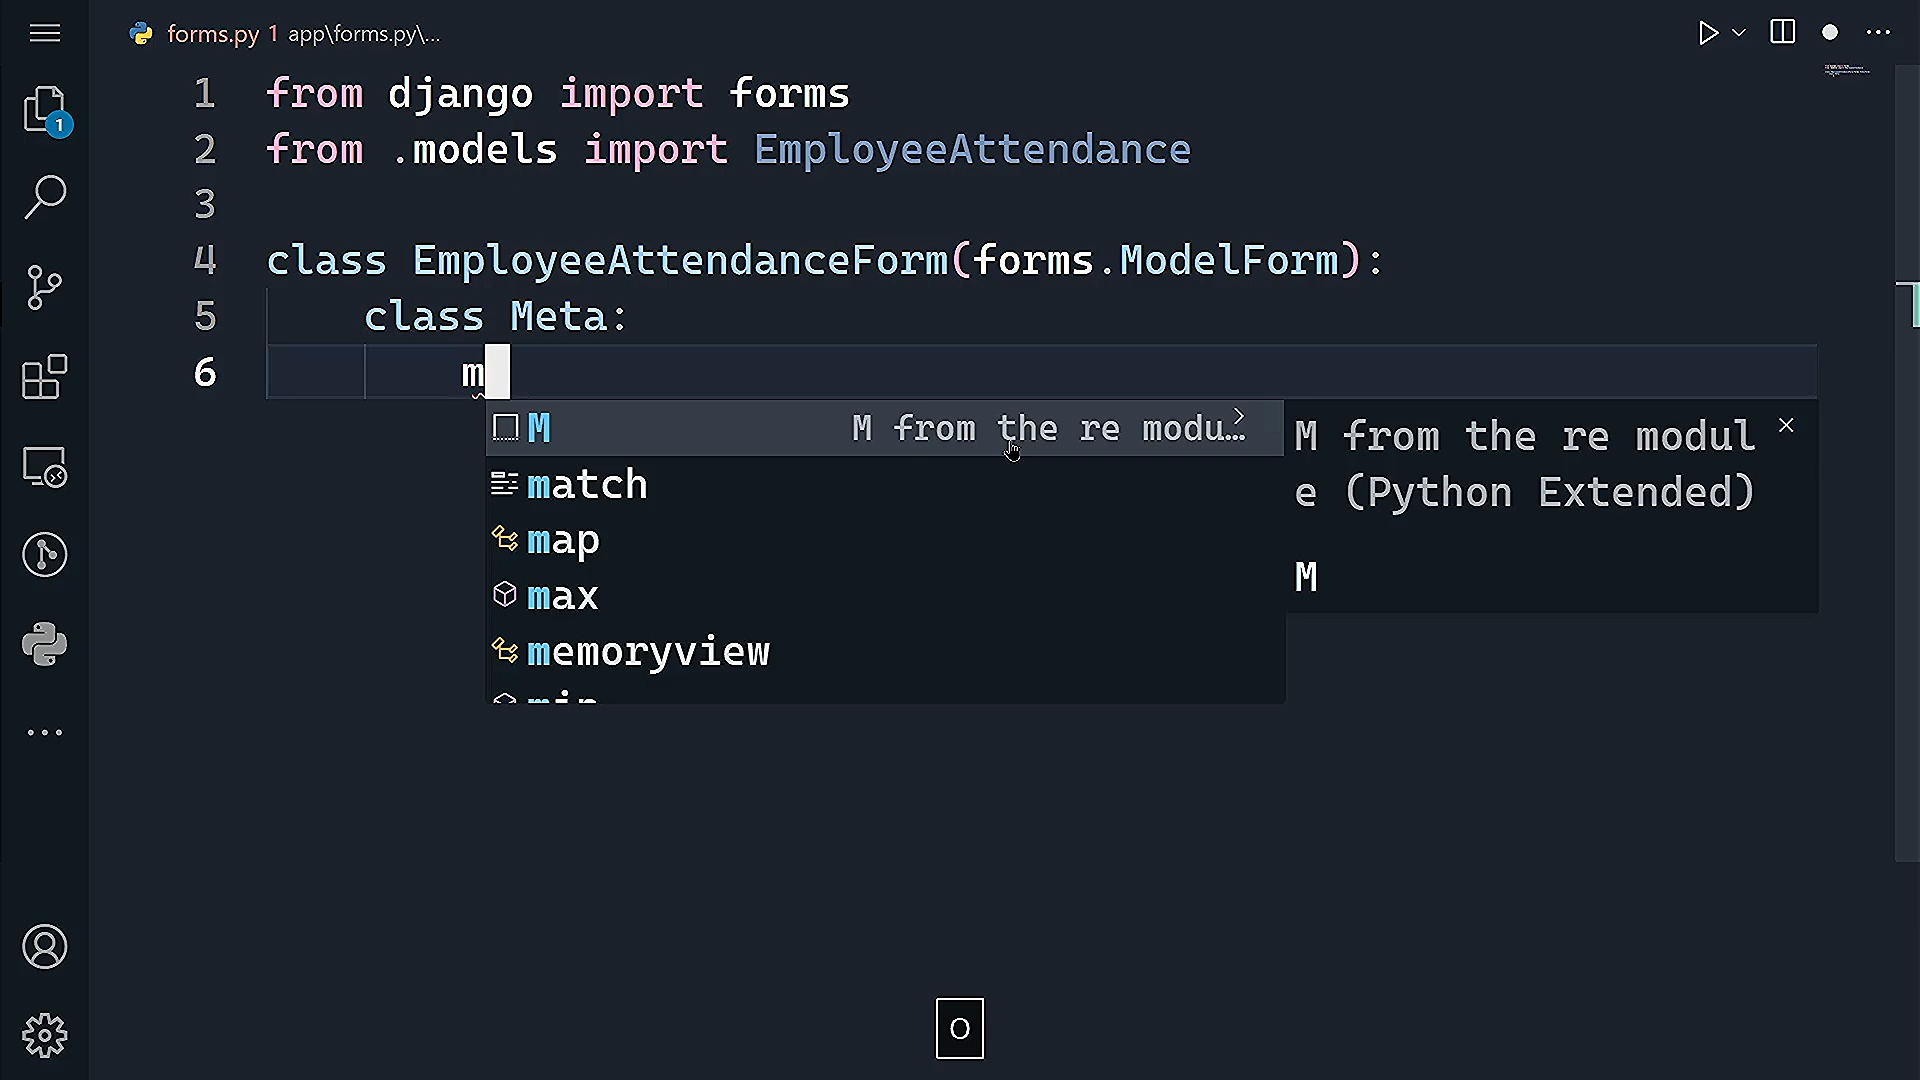 forms.py 1 app\forms.py\...
1 from django import forms
2 from .models import EmployeeAttendance
3
4 class EmployeeAttendanceForm(forms.ModelForm):
5 class Meta:
6 m
M M from the re modu…
match
map
max
memoryview
min
M from the re modul
e (Python Extended)
M
1
O